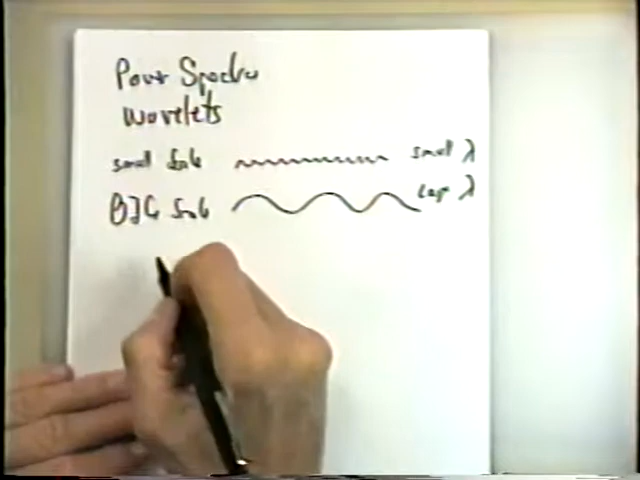 Power Spectra
wavelets
small scale small λ
BIG scale large λ